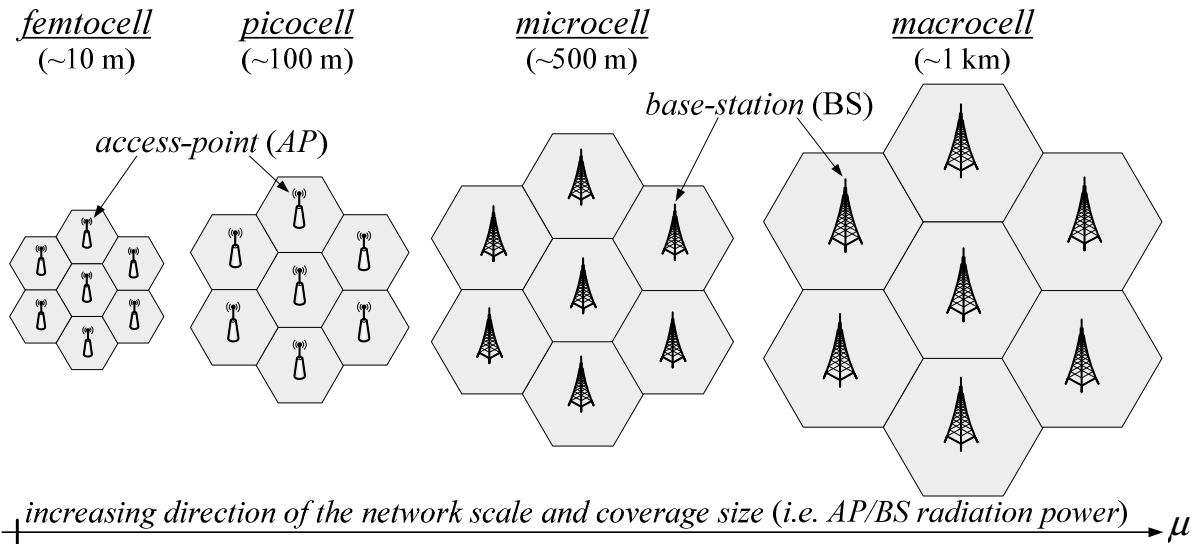 femtocell
(~10 m)
picocell
(~100 m)
microcell
(~500 m)
macrocell
(~1 km)
access-point (AP)
base-station (BS)
increasing direction of the network scale and coverage size (i.e. AP/BS radiation power)
μ